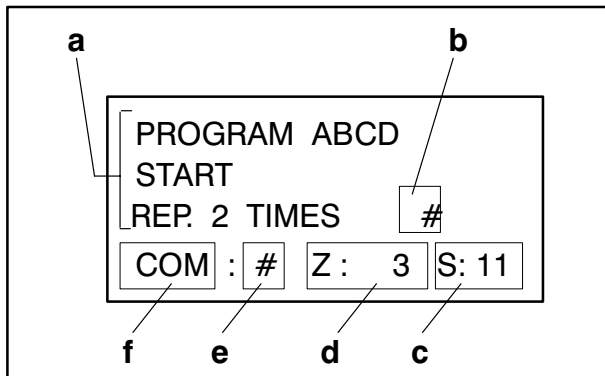 a b
PROGRAM ABCD
START
REP. 2 TIMES #
COM : # Z : 3 S: 11
f e d c